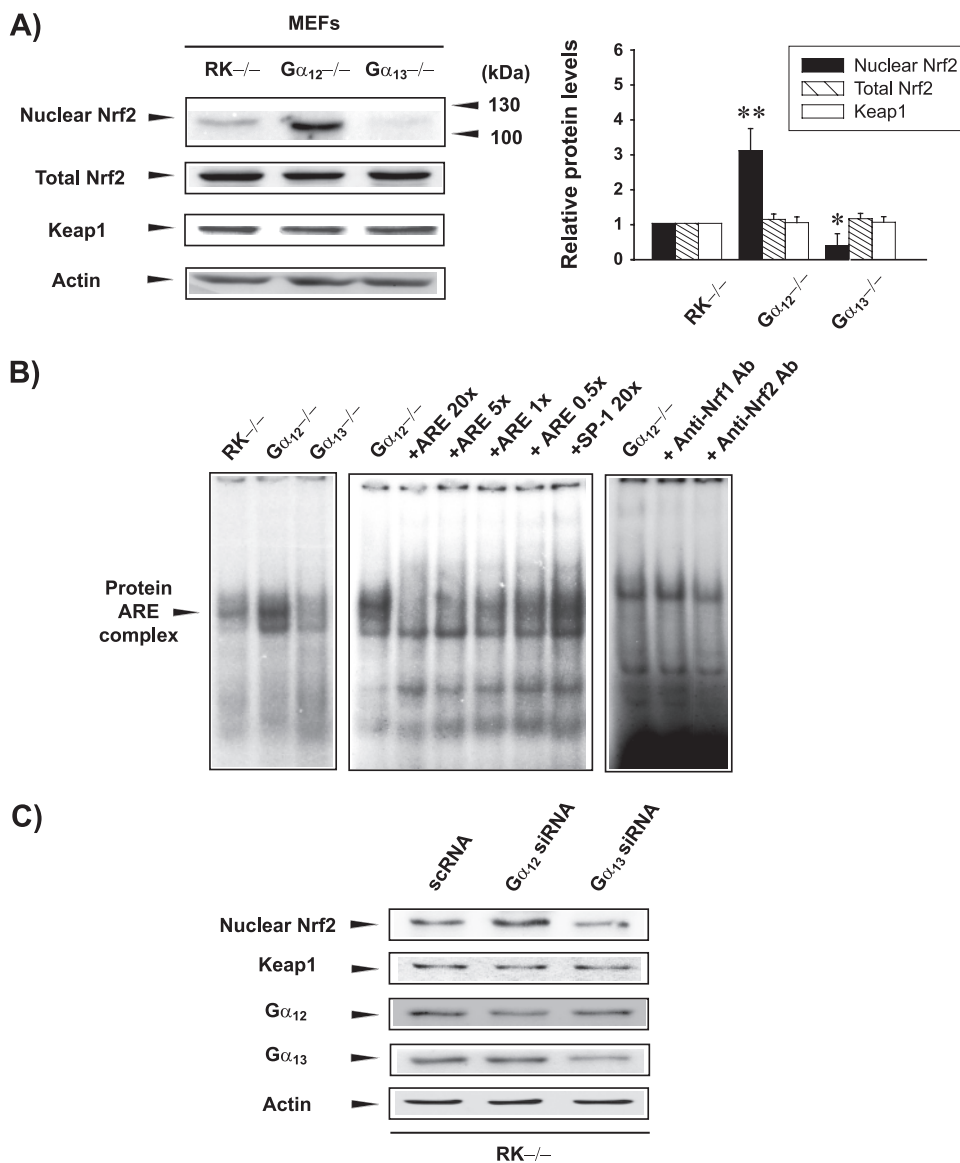 A)
MEFs
RK−/− Gα12−/− Gα13−/− (kDa)
Nuclear Nrf2
130
100
Total Nrf2
Keap1
Actin
Relative protein levels
6
5
4
3
2
1
0
**
*
Nuclear Nrf2
Total Nrf2
Keap1
RK−/−
Gα12−/−
Gα13−/−
B)
RK−/−
Gα12−/−
Gα13−/−
Gα12−/−
+ARE 20x
+ARE 5x
+ARE 1x
+ ARE 0.5x
+SP-1 20x
Gα12−/−
+ Anti-Nrf1 Ab
+ Anti-Nrf2 Ab
Protein
ARE
complex
C)
scRNA
Gα12 siRNA
Gα13 siRNA
Nuclear Nrf2
Keap1
Gα12
Gα13
Actin
RK−/−